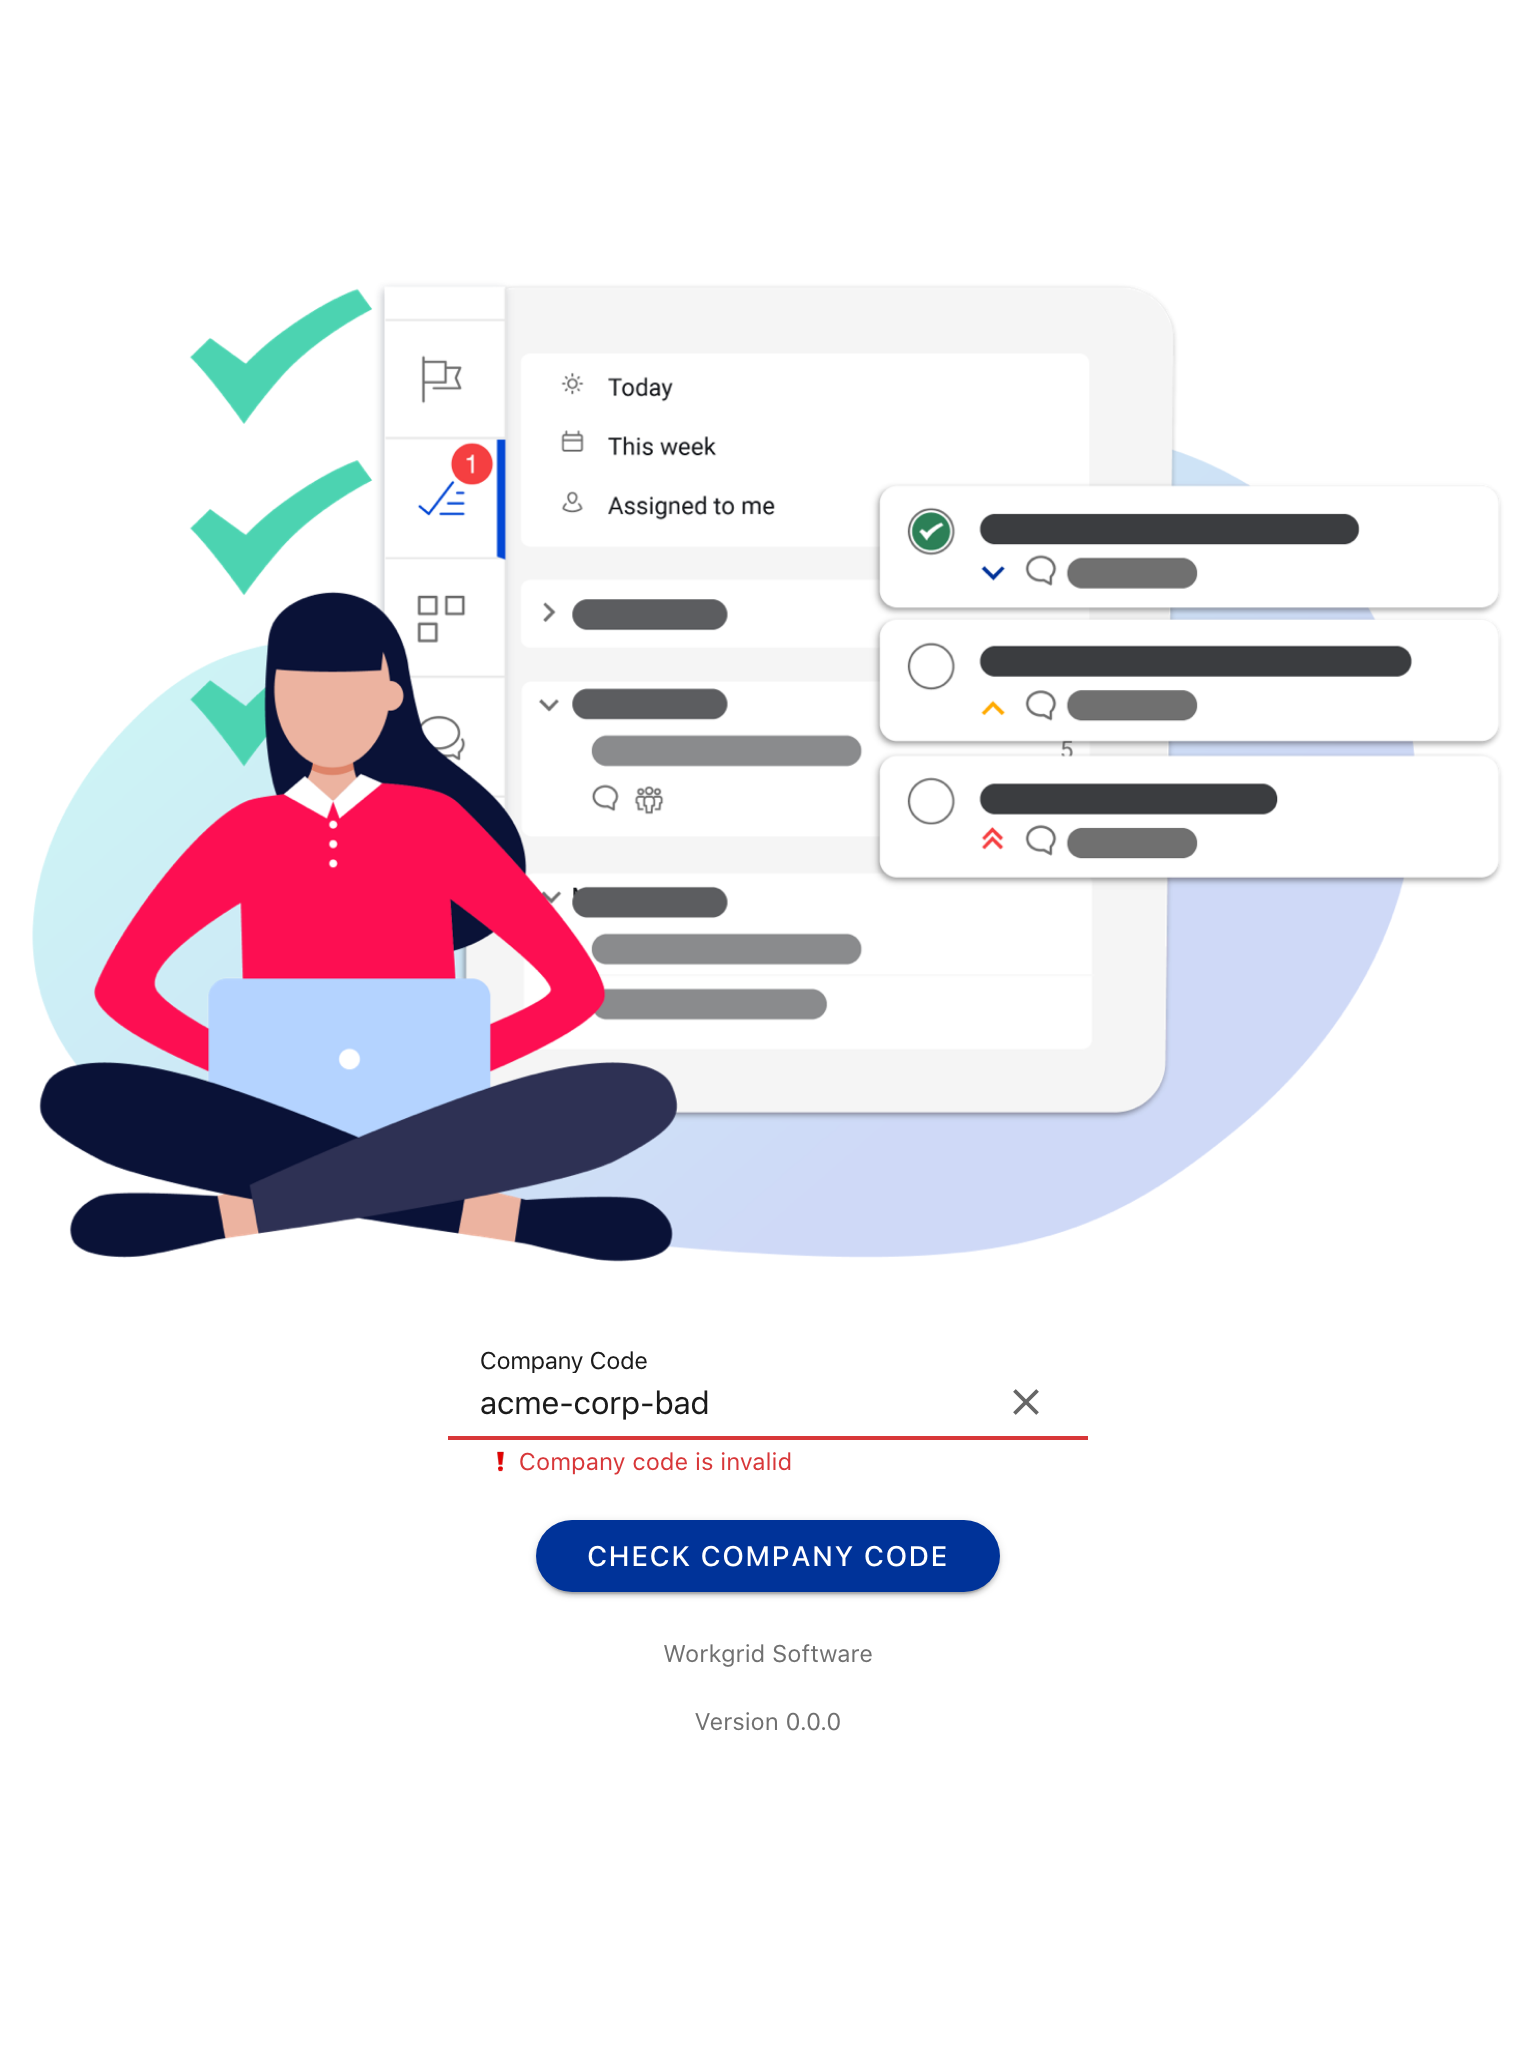 1
Today
This week
Assigned to me
5
Company Code
acme-corp-bad
Company code is invalid
CHECK COMPANY CODE
Workgrid Software
Version 0.0.0